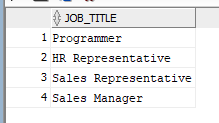 JOB_TITLE
1 Programmer
2 HR Representative
3 Sales Representative
4 Sales Manager